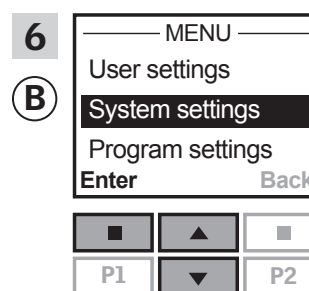 6
B
MENU
User settings
System settings
Program settings
Enter Back
P1 P2